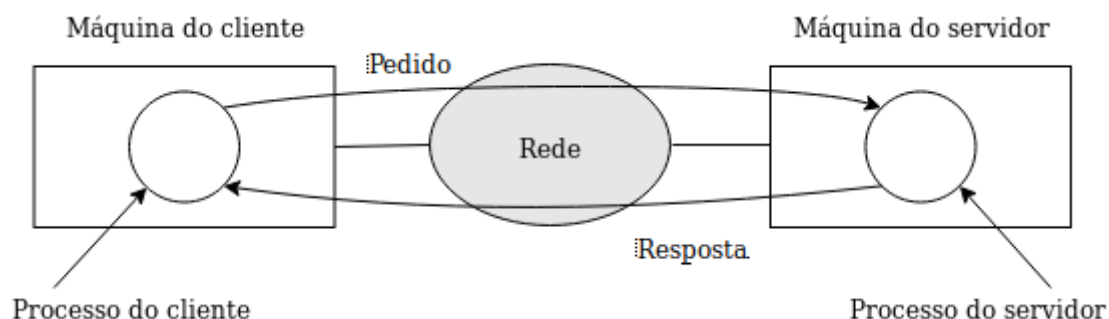 Máquina do cliente
Máquina do servidor
Pedido
Rede
Resposta
Processo do cliente
Processo do servidor